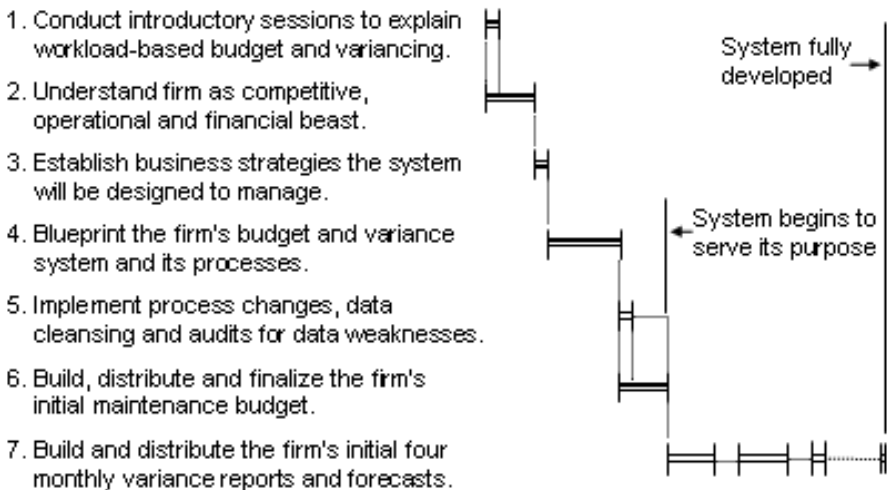 1. Conduct introductory sessions to explain
workload-based budget and variancing.
2. Understand firm as competitive,
operational and financial beast.
3. Establish business strategies the system
will be designed to manage.
4. Blueprint the firm's budget and variance
system and its processes.
5. Implement process changes, data
cleansing and audits for data weaknesses.
6. Build, distribute and finalize the firm's
initial maintenance budget.
7. Build and distribute the firm's initial four
monthly variance reports and forecasts.
System fully
developed
System begins to
serve its purpose